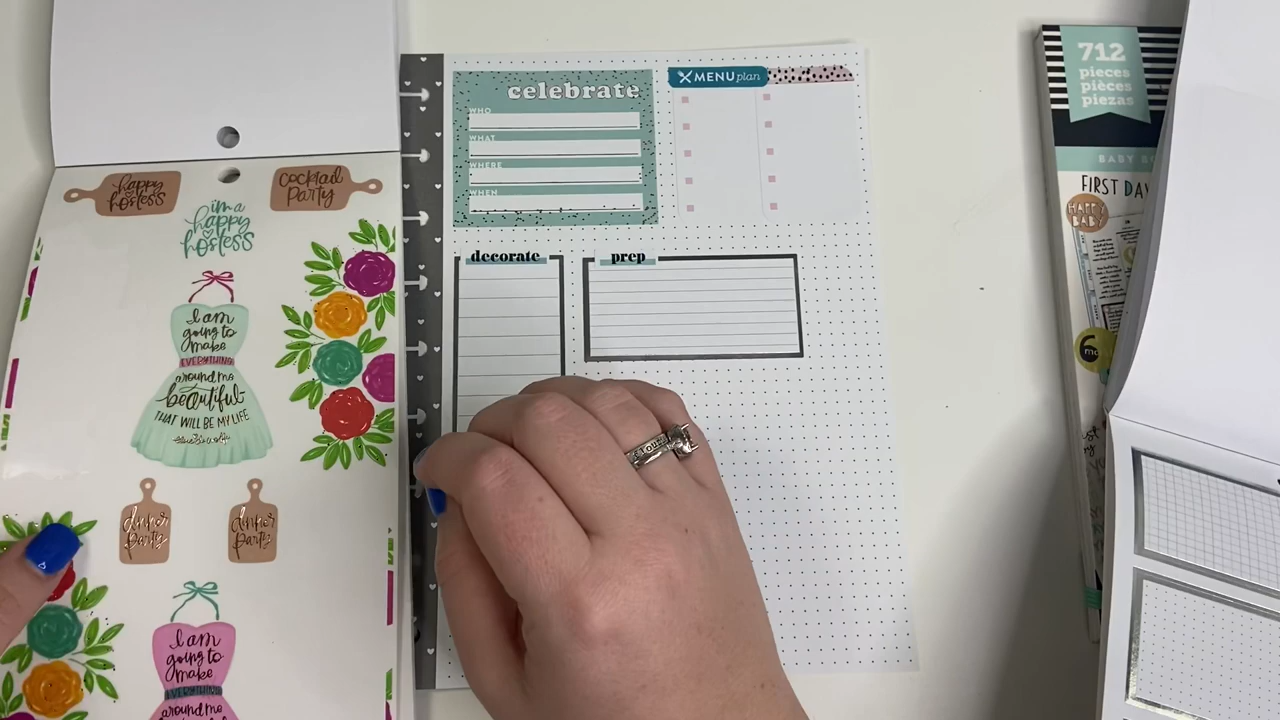 happy
hostess
cocktail
party
i'm a
happy
hostess
I am
going to
make
EVERYTHING
around me
beautiful
THAT WILL BE MY LIFE
dinner
party
dinner
party
I am
going to
make
EVERYTHING
around me
celebrate
WHO
WHAT
WHERE
WHEN
MENU plan
decorate
prep
712
pieces
pièces
piezas
FIRST DAY
HAPPY
BABY